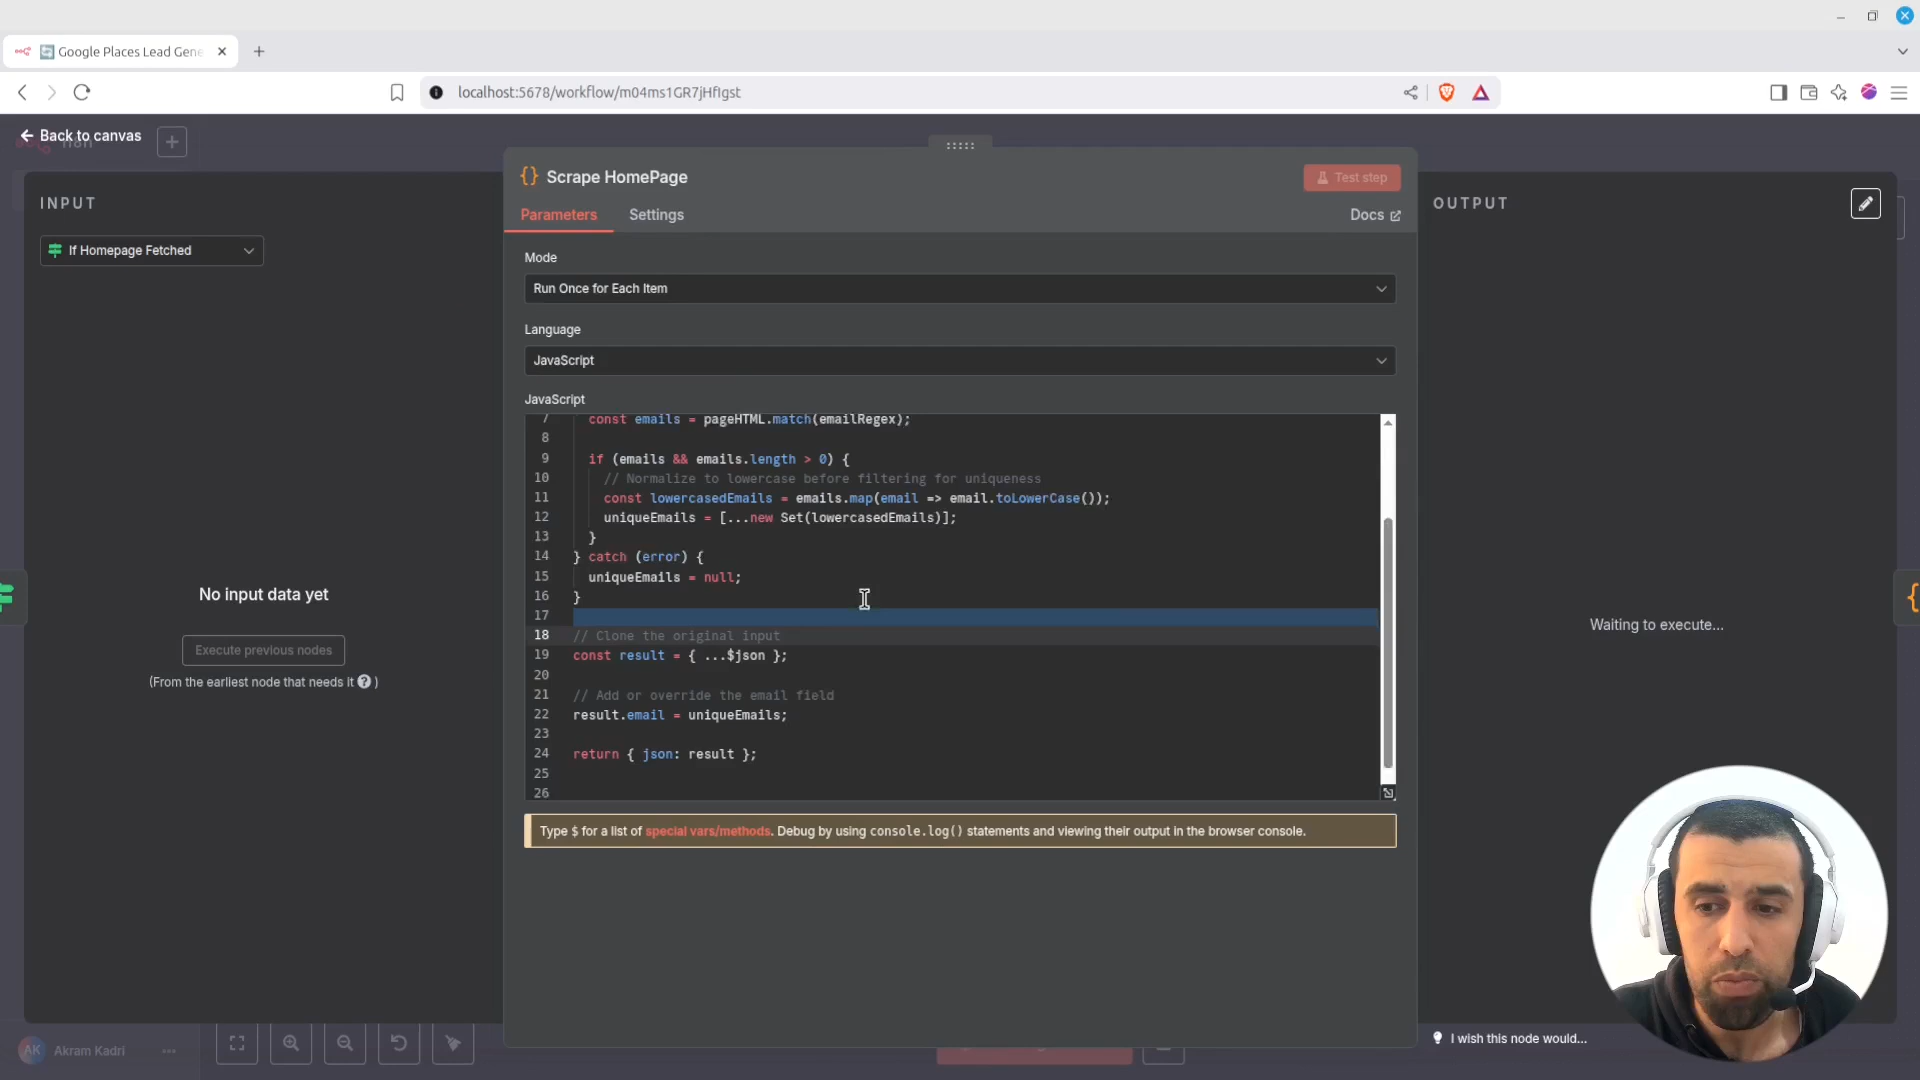 Google Places Lead Gene
localhost:5678/workflow/m04ms1GR7jHfIgst
Back to canvas
n8n
INPUT
If Homepage Fetched
No input data yet
Execute previous nodes
(From the earliest node that needs it ? )
{} Scrape HomePage
Test step
Parameters
Settings
Docs
Mode
Run Once for Each Item
Language
JavaScript
JavaScript
7 const emails = pageHTML.match(emailRegex);
8
9 if (emails && emails.length > 0) {
10 // Normalize to lowercase before filtering for uniqueness
11 const lowercasedEmails = emails.map(email => email.toLowerCase());
12 uniqueEmails = [...new Set(lowercasedEmails)];
13 }
14 } catch (error) {
15 uniqueEmails = null;
16 }
17
18 // Clone the original input
19 const result = { ...$json };
20
21 // Add or override the email field
22 result.email = uniqueEmails;
23
24 return { json: result };
25
26
Type $ for a list of special vars/methods. Debug by using console.log() statements and viewing their output in the browser console.
OUTPUT
Waiting to execute...
I wish this node would...
AK Akram Kadri